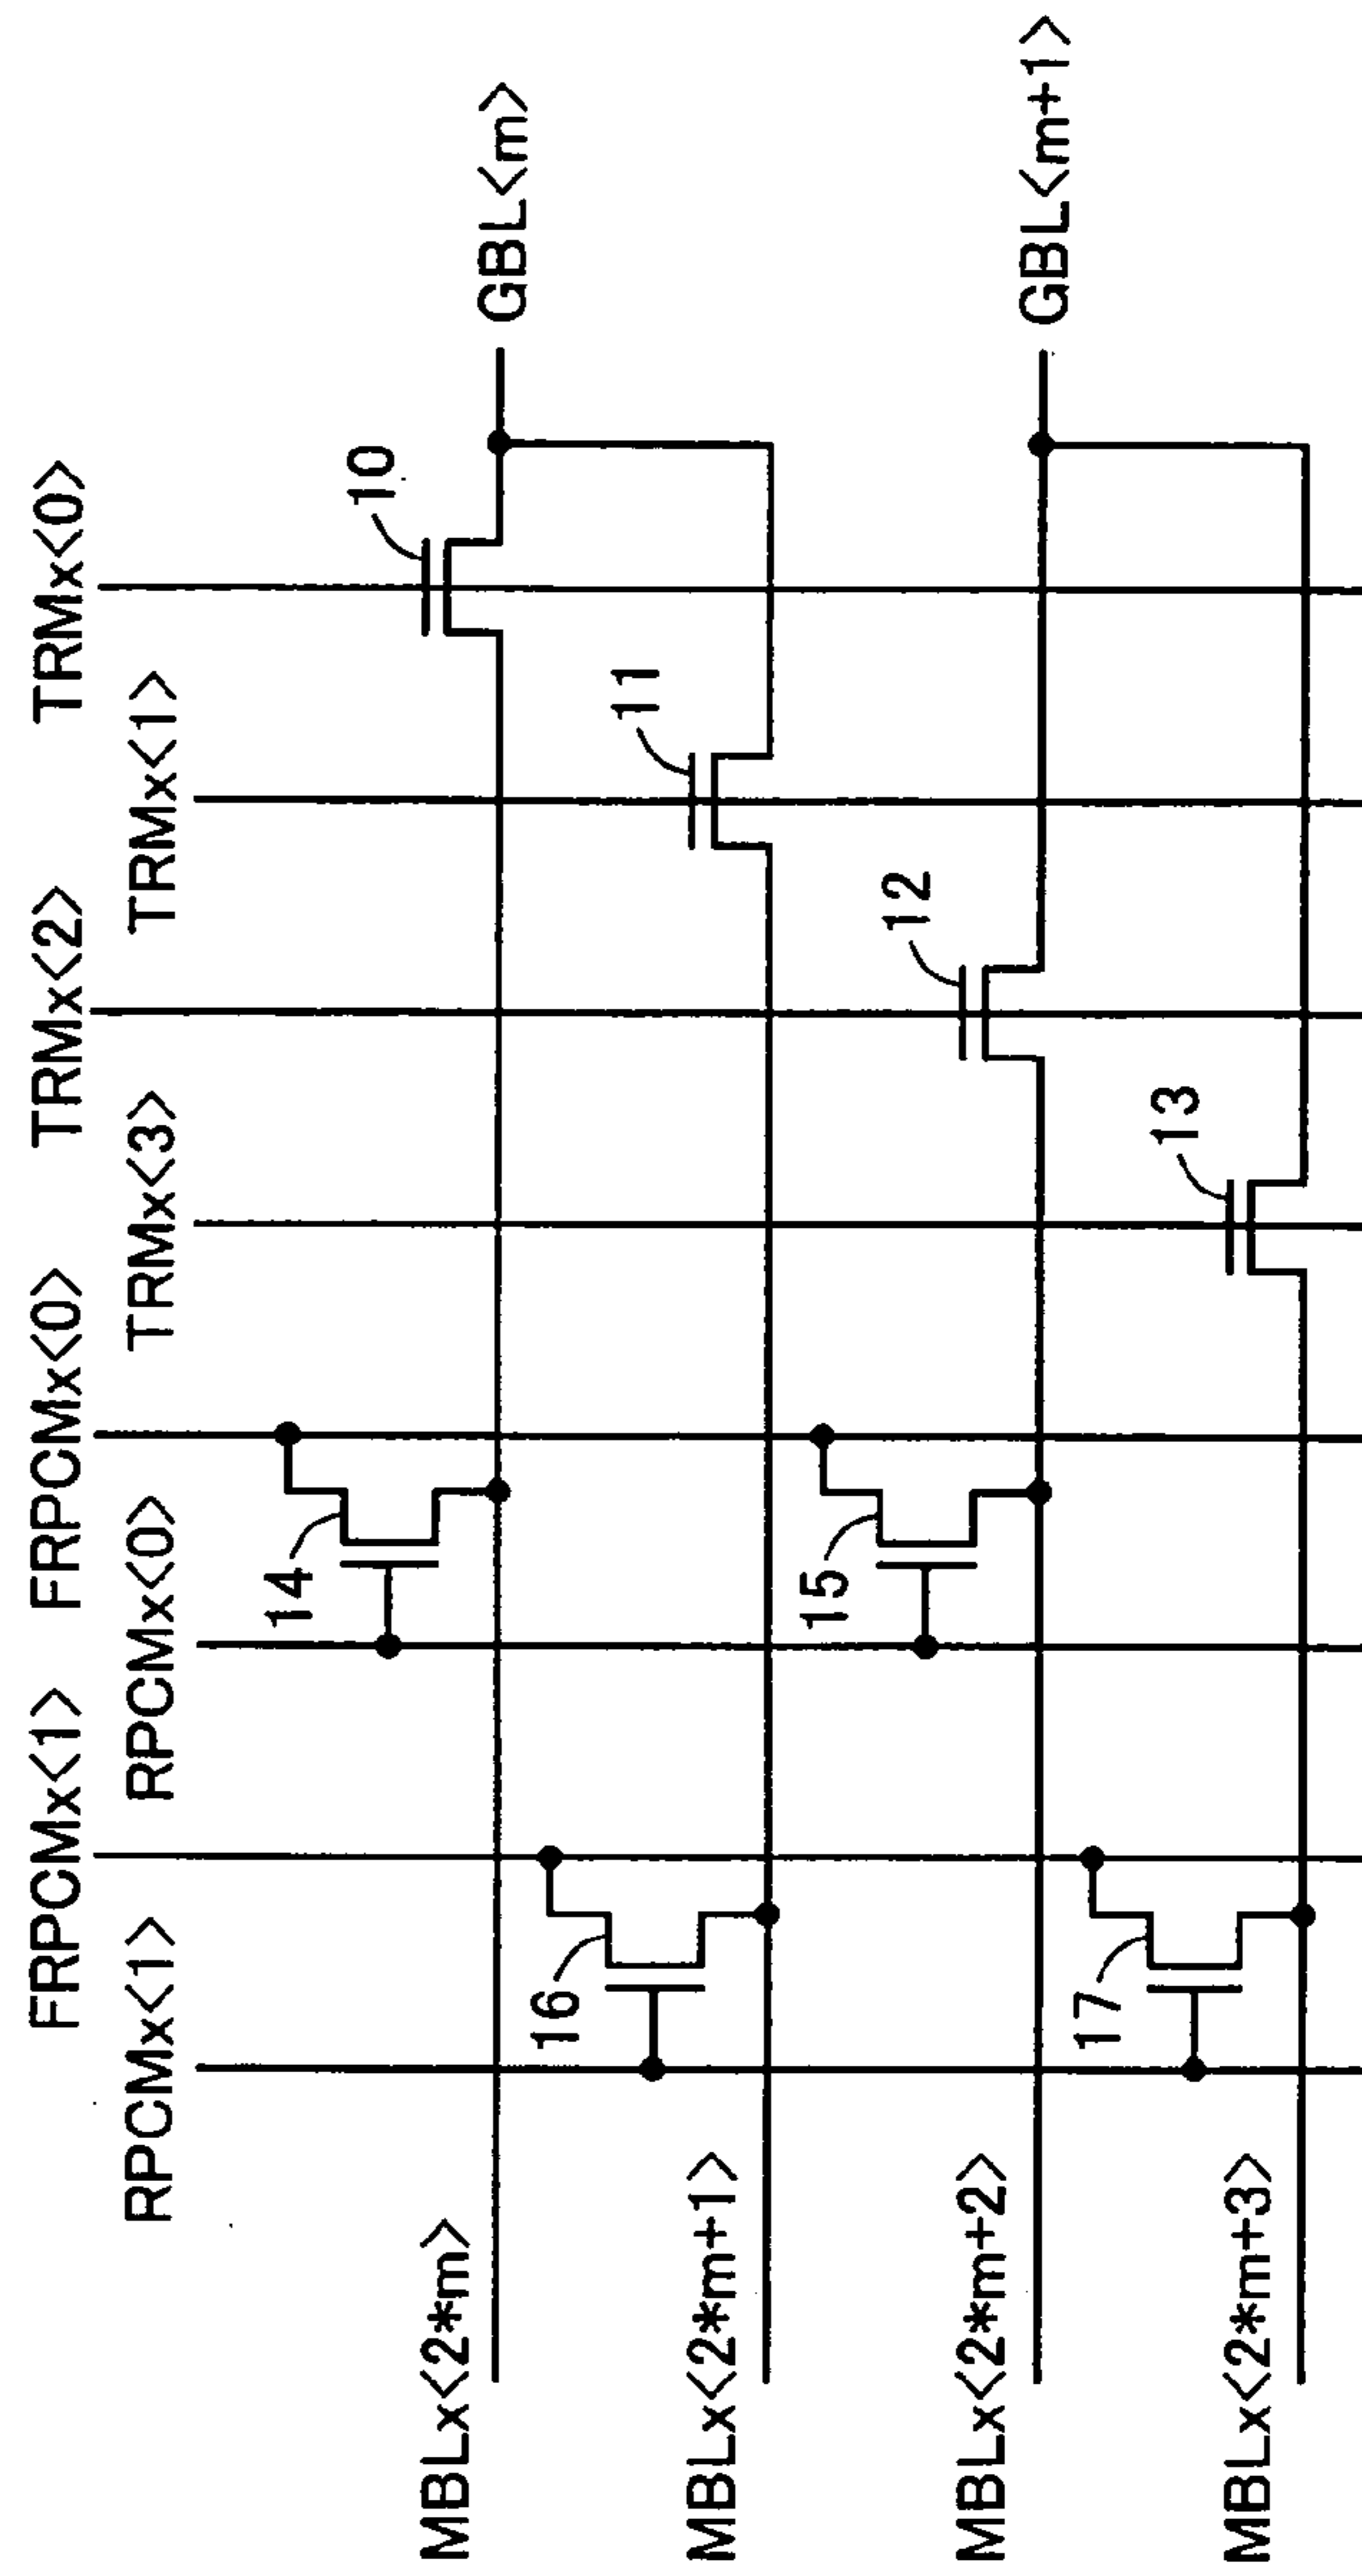 TRMx<0>
TRMx<1>
TRMx<2>
TRMx<3>
FRPCMx<0>
RPCMx<0>
FRPCMx<1>
RPCMx<1>
GBL<m>
GBL<m+1>
10
11
12
13
14
15
16
17
MBLx<2*m>
MBLx<2*m+1>
MBLx<2*m+2>
MBLx<2*m+3>